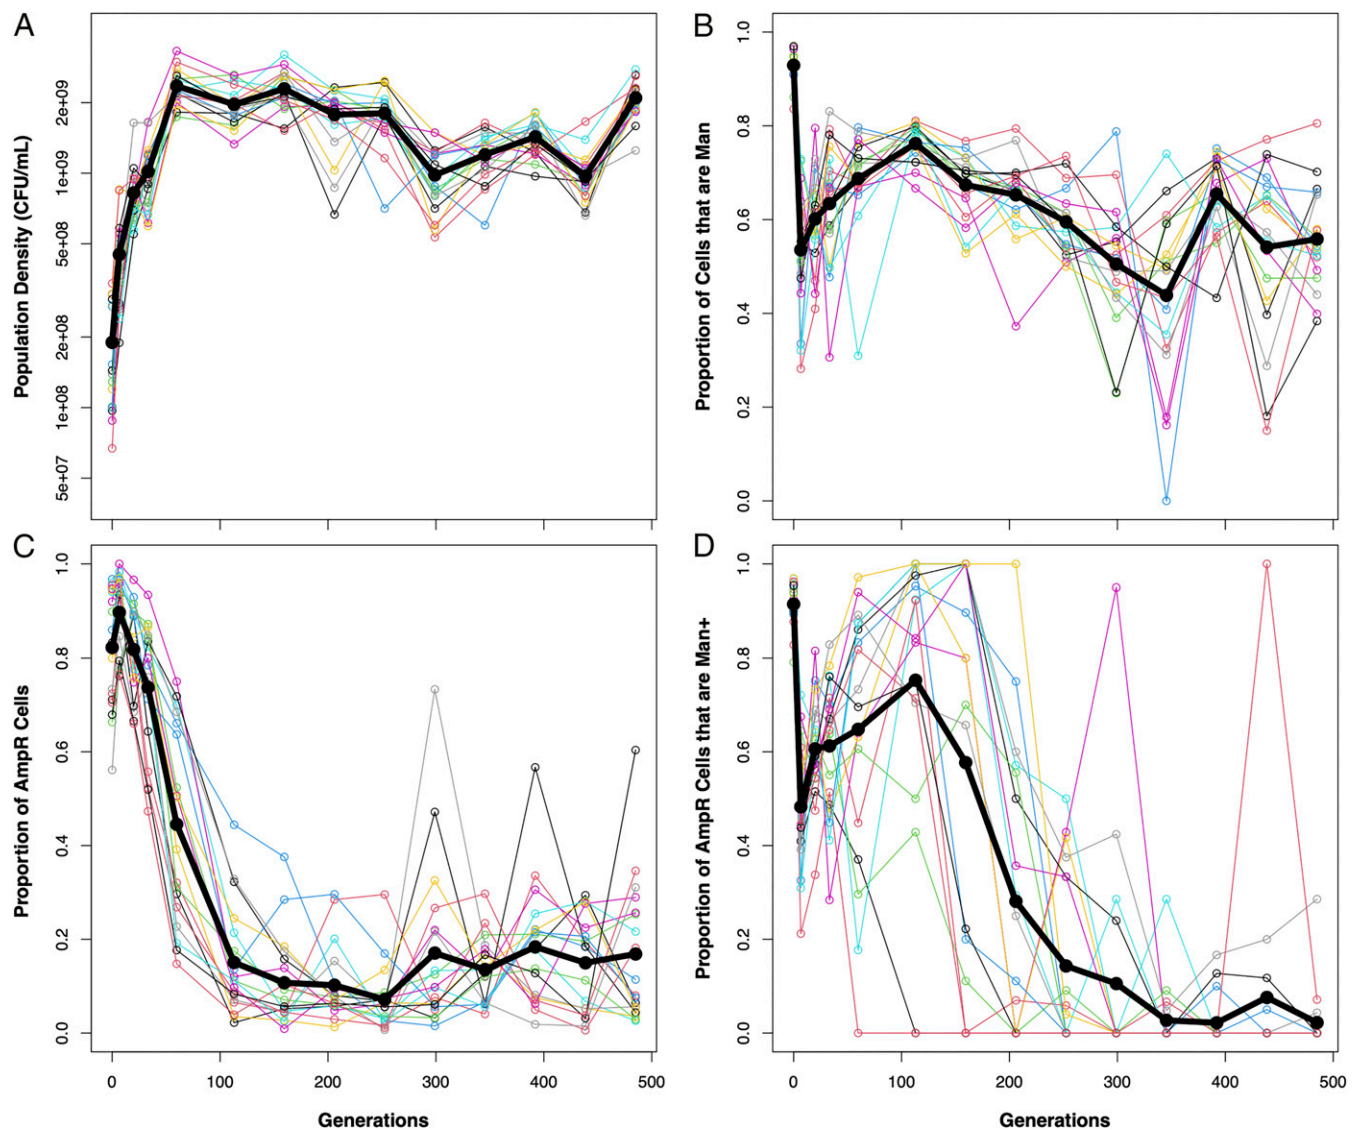 A
Population Density (CFU/mL)
2e+09
1e+09
5e+08
2e+08
1e+08
5e+07
B
Proportion of Cells that are Man
1.0
0.8
0.6
0.4
0.2
0.0
C
Proportion of AmpR Cells
1.0
0.8
0.6
0.4
0.2
0.0
0 100 200 300 400 500
Generations
D
Proportion of AmpR Cells that are Man+
1.0
0.8
0.6
0.4
0.2
0.0
0 100 200 300 400 500
Generations